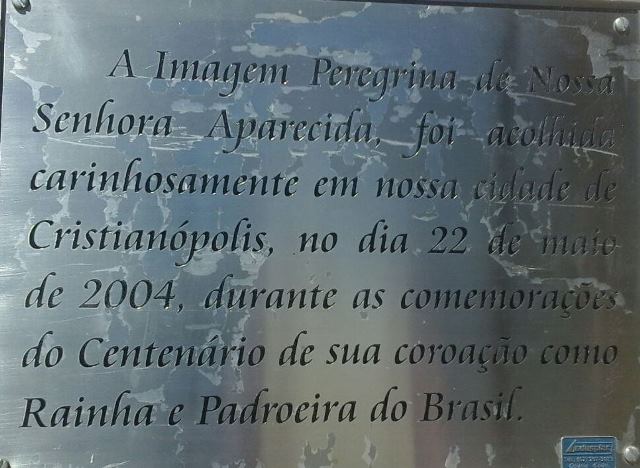 A Imagem Peregrina de Nossa
Senhora Aparecida, foi acolhida
carinhosamente em nossa cidade de
Cristianópolis, no dia 22 de maio
de 2004, durante as comemorações
do Centenário de sua coroação como
Rainha e Padroeira do Brasil.